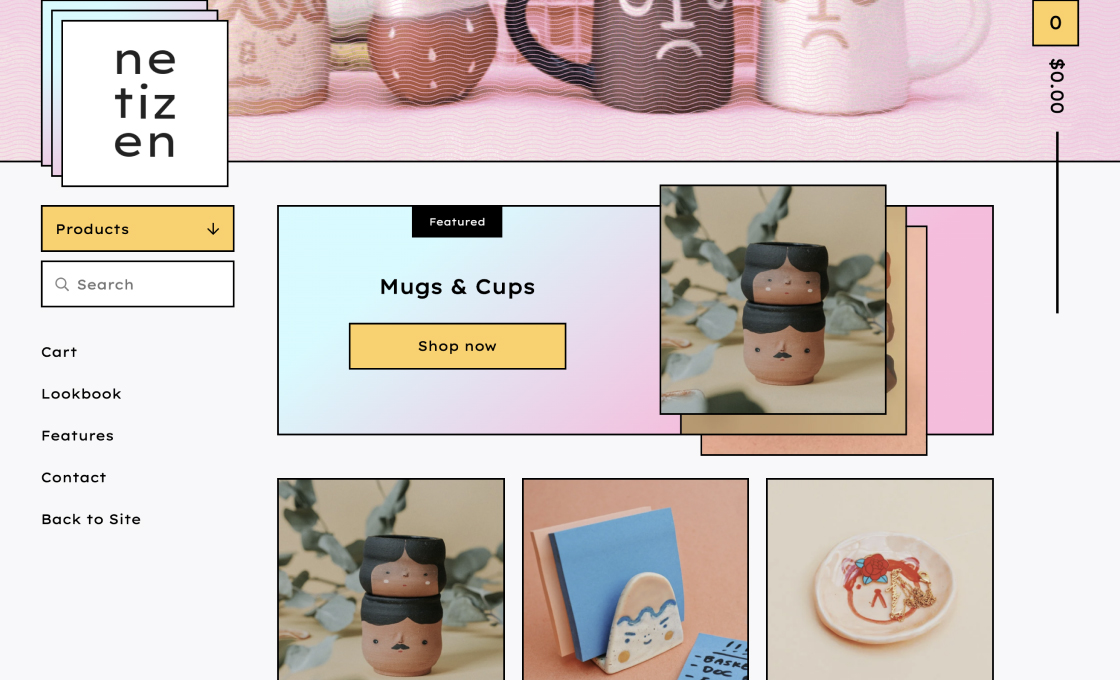 ne
tiz
en
0
$0.00
Products
Search
Cart
Lookbook
Features
Contact
Back to Site
Featured
Mugs & Cups
Shop now
!!!
DOC